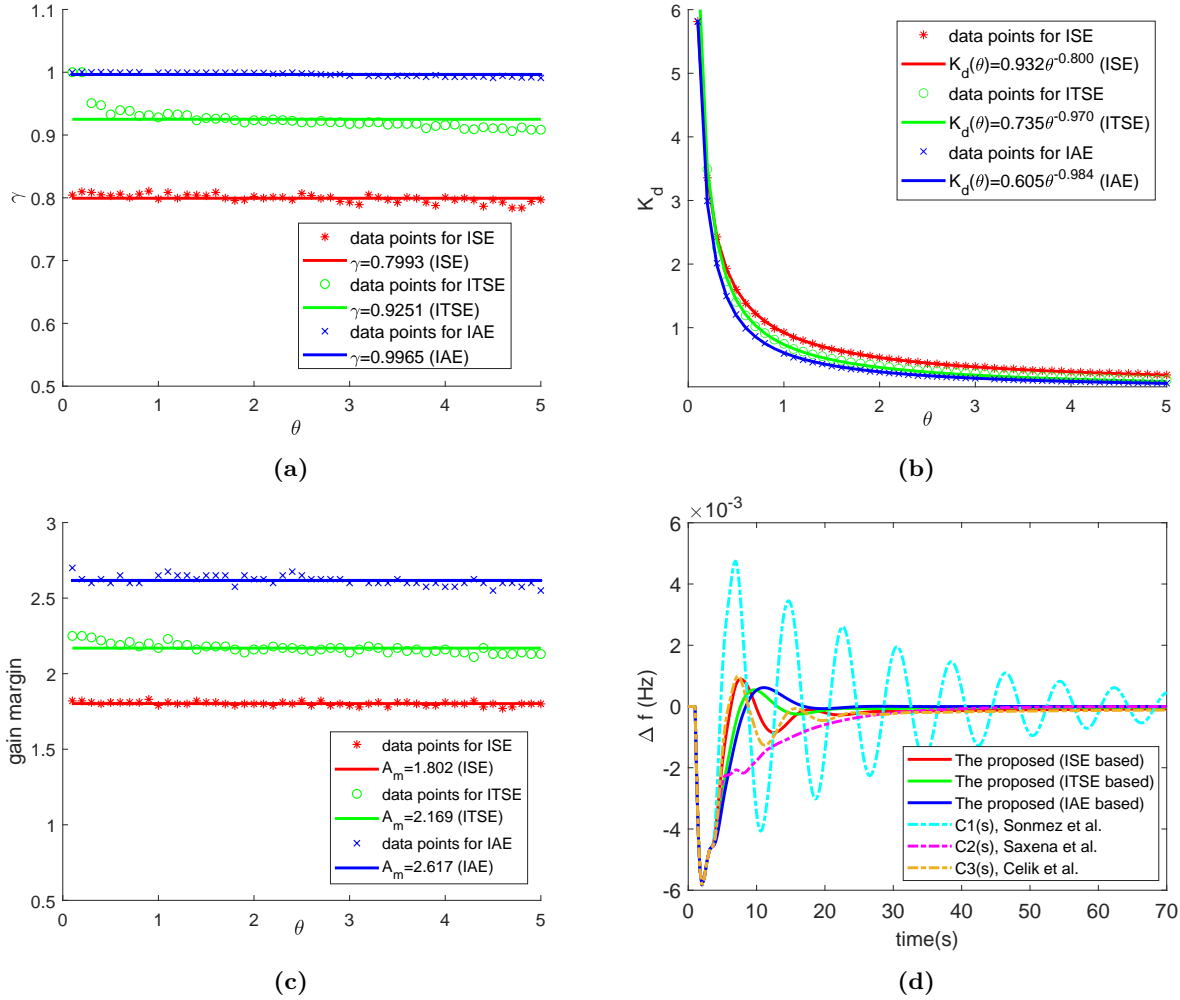 1.1
1
0.9
0.8
0.7
0.6
0.5
0
1
2
3
4
5
γ
θ
data points for ISE
γ=0.7993 (ISE)
data points for ITSE
γ=0.9251 (ITSE)
data points for IAE
γ=0.9965 (IAE)
(a)
6
5
4
3
2
1
0
1
2
3
4
5
K_d
θ
data points for ISE
K_d(θ)=0.932θ^-0.800 (ISE)
data points for ITSE
K_d(θ)=0.735θ^-0.970 (ITSE)
data points for IAE
K_d(θ)=0.605θ^-0.984 (IAE)
(b)
3
2.5
2
1.5
1
0.5
0
1
2
3
4
5
gain margin
θ
data points for ISE
A_m=1.802 (ISE)
data points for ITSE
A_m=2.169 (ITSE)
data points for IAE
A_m=2.617 (IAE)
(c)
×10^-3
6
4
2
0
-2
-4
-6
0
10
20
30
40
50
60
70
Δ f (Hz)
time(s)
The proposed (ISE based)
The proposed (ITSE based)
The proposed (IAE based)
C1(s), Sonmez et al.
C2(s), Saxena et al.
C3(s), Celik et al.
(d)